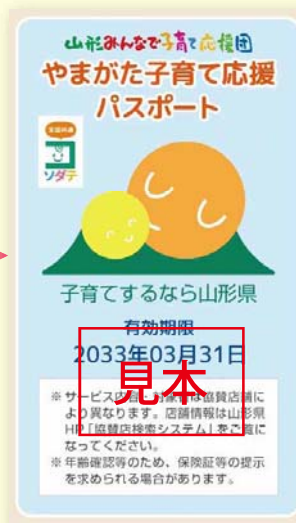 山形みんなで子育て応援団
やまがた子育て応援
パスポート
全国共通
コ
ソダテ
子育てするなら山形県
有効期限
2033年03月31日
見本
※サービス内容・対象者は協賛店舗に
より異なります。店舗情報は山形県
HP「協賛店検索システム」をご覧に
なってください。
※年齢確認等のため、保険証等の提示
を求められる場合があります。